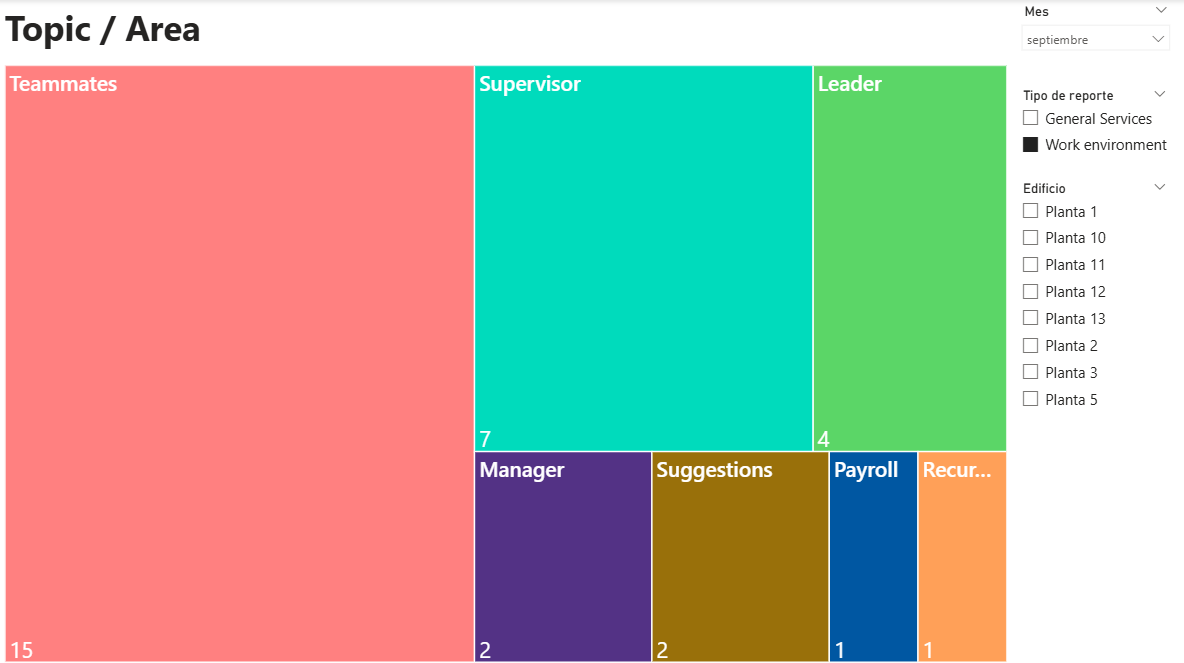 Topic / Area
Teammates
15
Supervisor
7
Leader
4
Manager
2
Suggestions
2
Payroll
1
Recur...
1
Mes
septiembre
Tipo de reporte
General Services
Work environment
Edificio
Planta 1
Planta 10
Planta 11
Planta 12
Planta 13
Planta 2
Planta 3
Planta 5